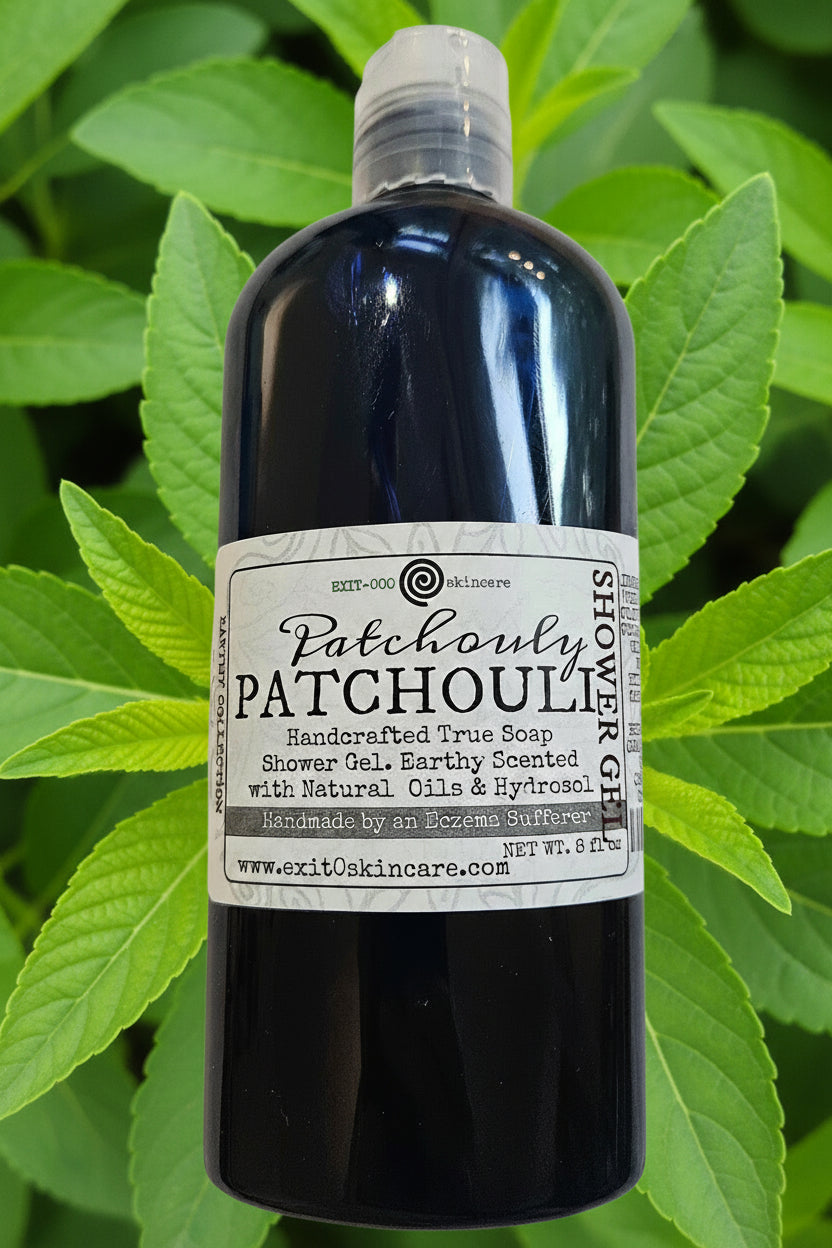 EXIT-000 skincere
Patchouly
PATCHOULI
Handcrafted True Soap
Shower Gel. Earthy Scented
with Natural Oils & Hydrosol
Handmade by an Eczema Sufferer
NET WT. 8 fl oz
www.exit0skincare.com
SHOWER GEL
EARTHY COLLECTION